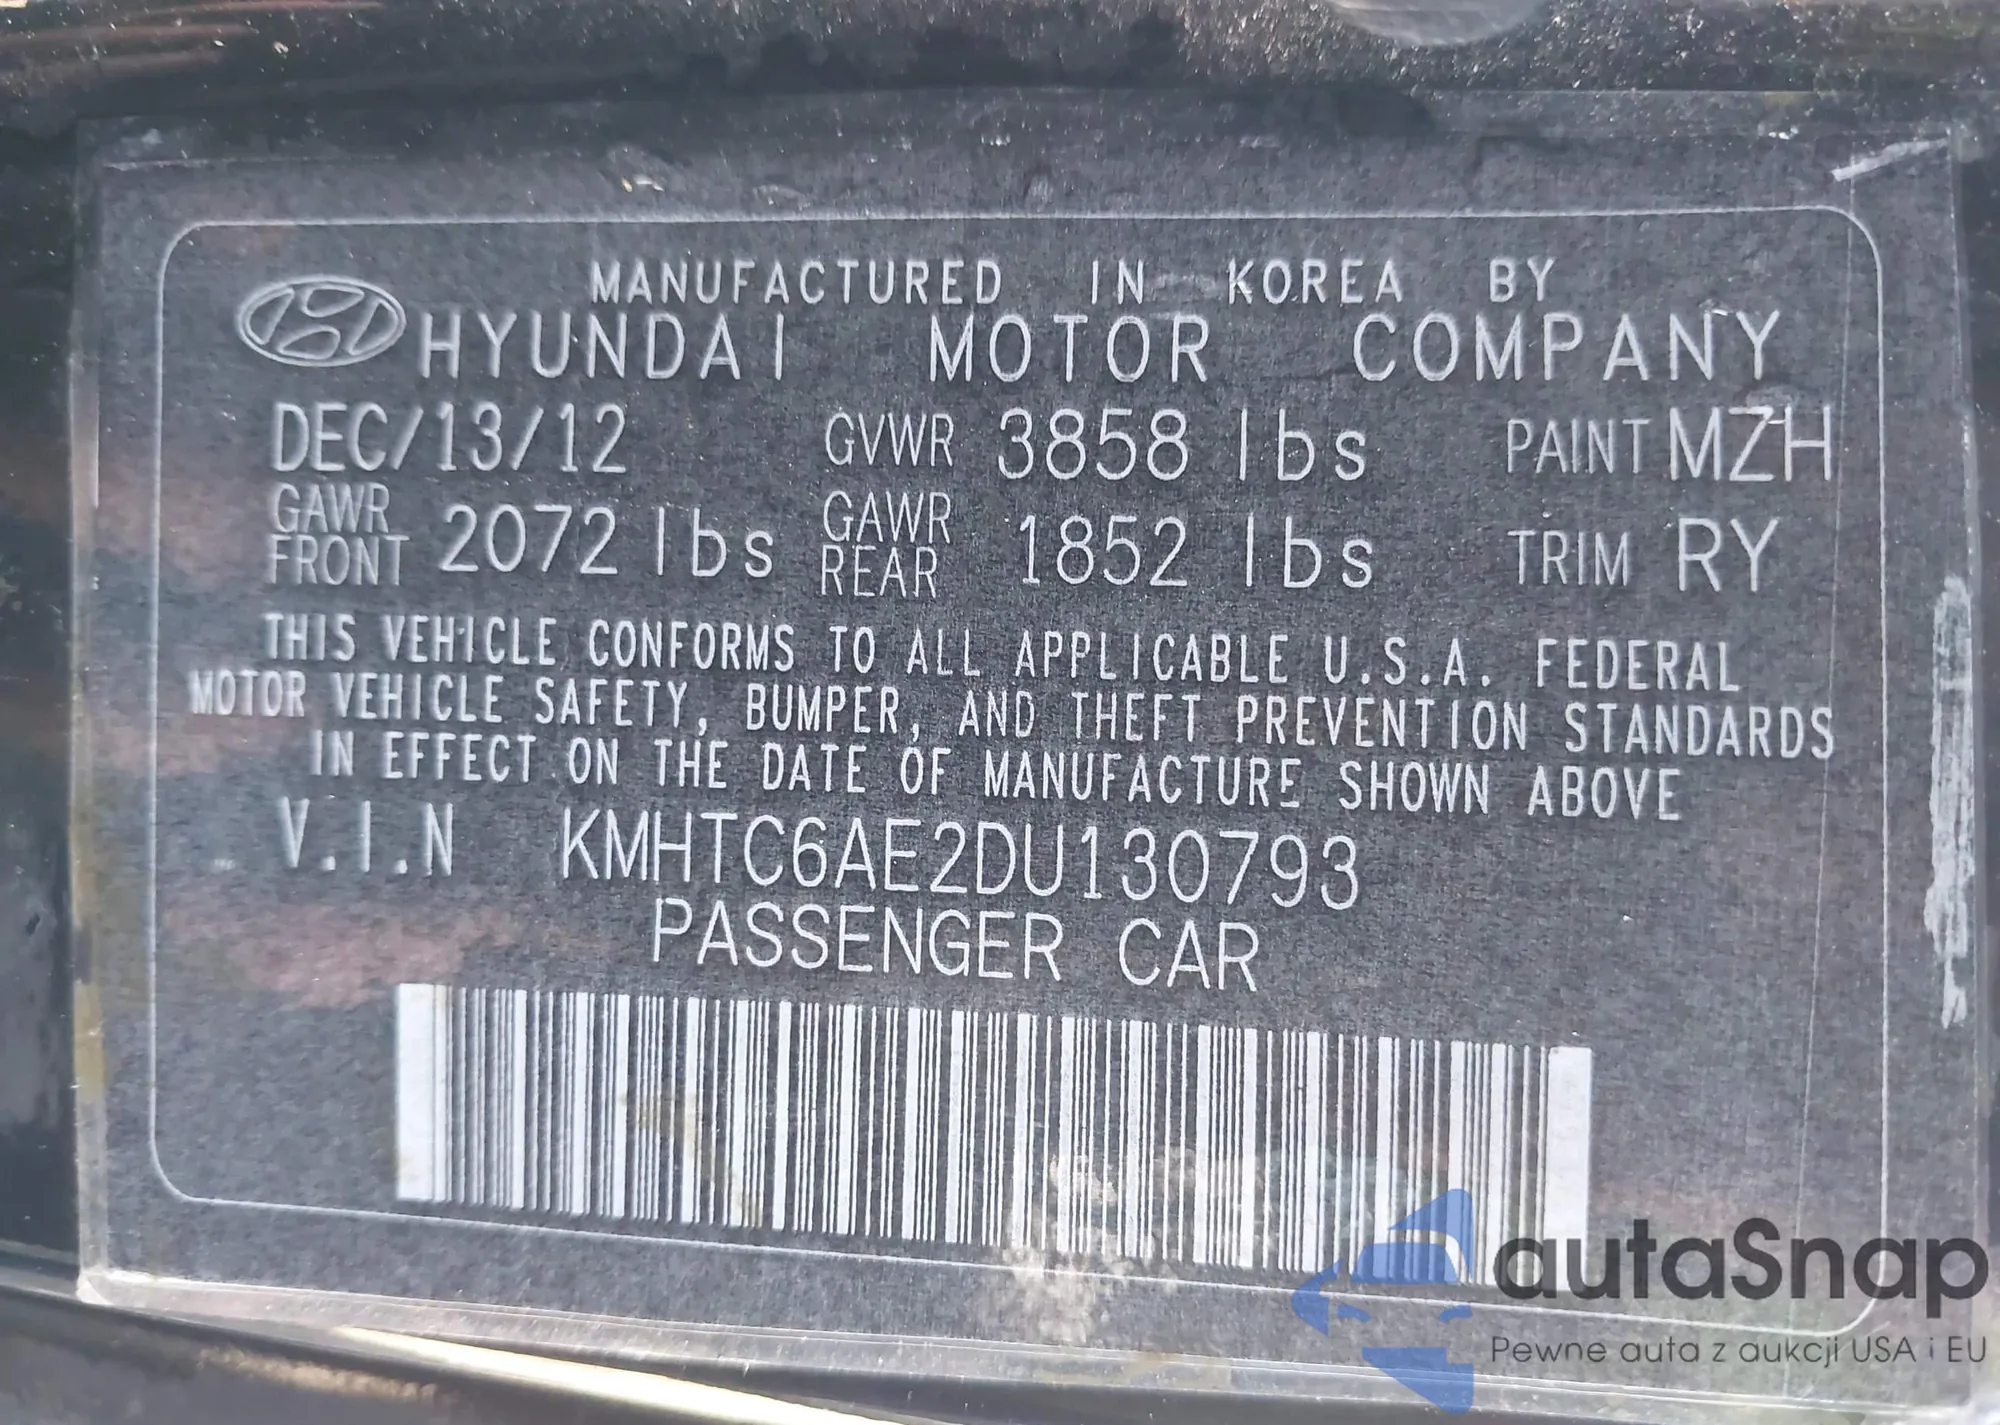 MANUFACTURED IN KOREA BY
HYUNDAI MOTOR COMPANY
DEC/13/12 GVWR 3858 lbs PAINT MZH
GAWR FRONT 2072 lbs GAWR REAR 1852 lbs TRIM RY
THIS VEHICLE CONFORMS TO ALL APPLICABLE U.S.A. FEDERAL
MOTOR VEHICLE SAFETY, BUMPER, AND THEFT PREVENTION STANDARDS
IN EFFECT ON THE DATE OF MANUFACTURE SHOWN ABOVE
V.I.N KMHTC6AE2DU130793
PASSENGER CAR
autaSnap
Pewne auta z aukcji USA i EU